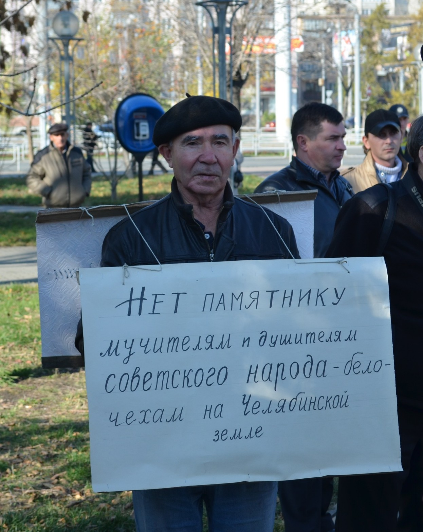 Нет памятнику
мучителям и душителям
советского народа - бело-
чехам на Челябинской
земле